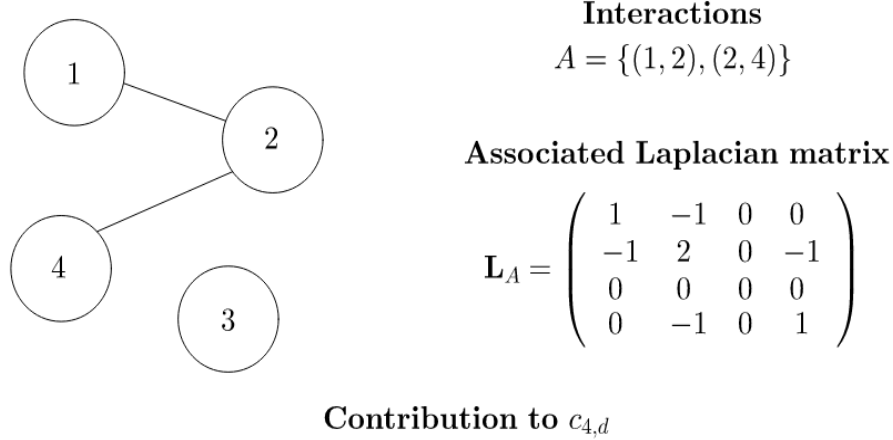 1
2
4
3
Interactions
A = {(1, 2), (2, 4)}
Associated Laplacian matrix
L_A = ( 1 −1 0 0
−1 2 0 −1
0 0 0 0
0 −1 0 1 )
Contribution to c_{4,d}